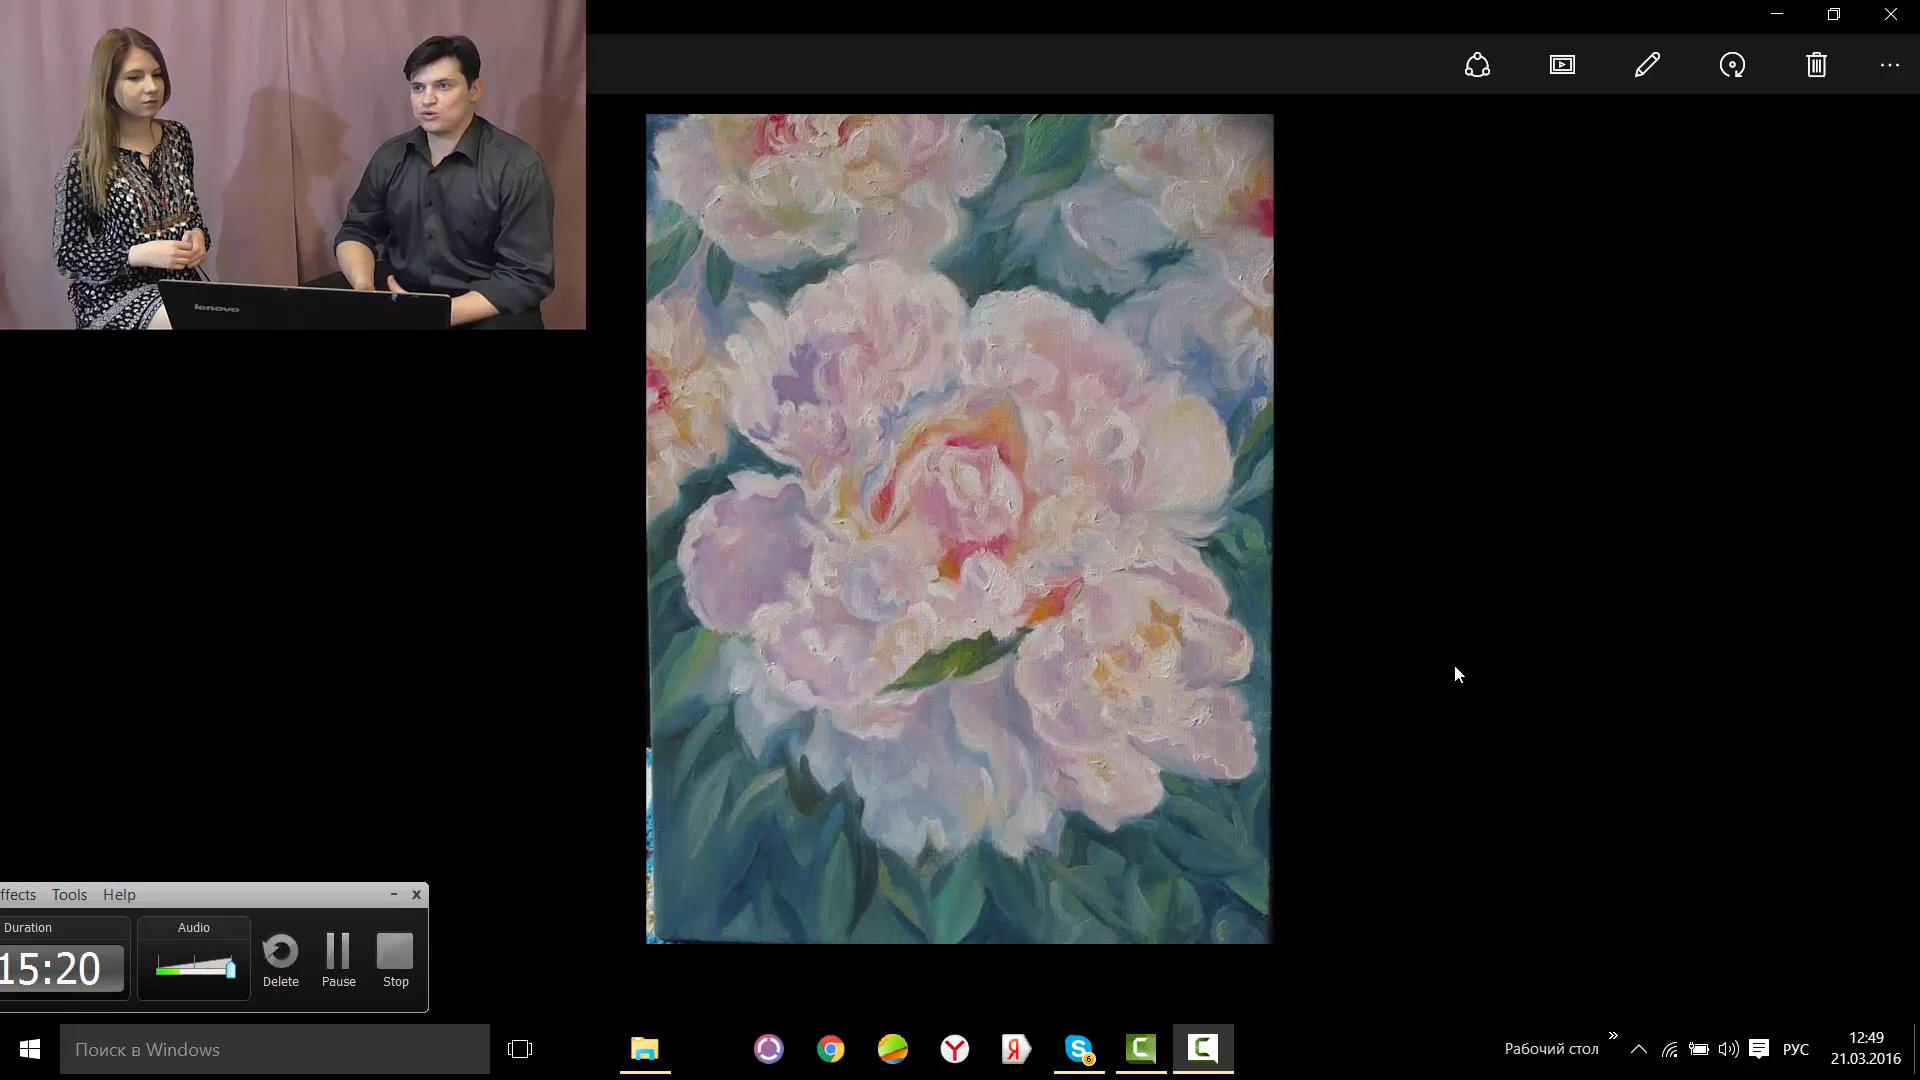 lenovo
ffects Tools Help
Duration
Audio
15:20
Delete
Pause
Stop
Поиск в Windows
6
Рабочий стол
РУС
12:49
21.03.2016